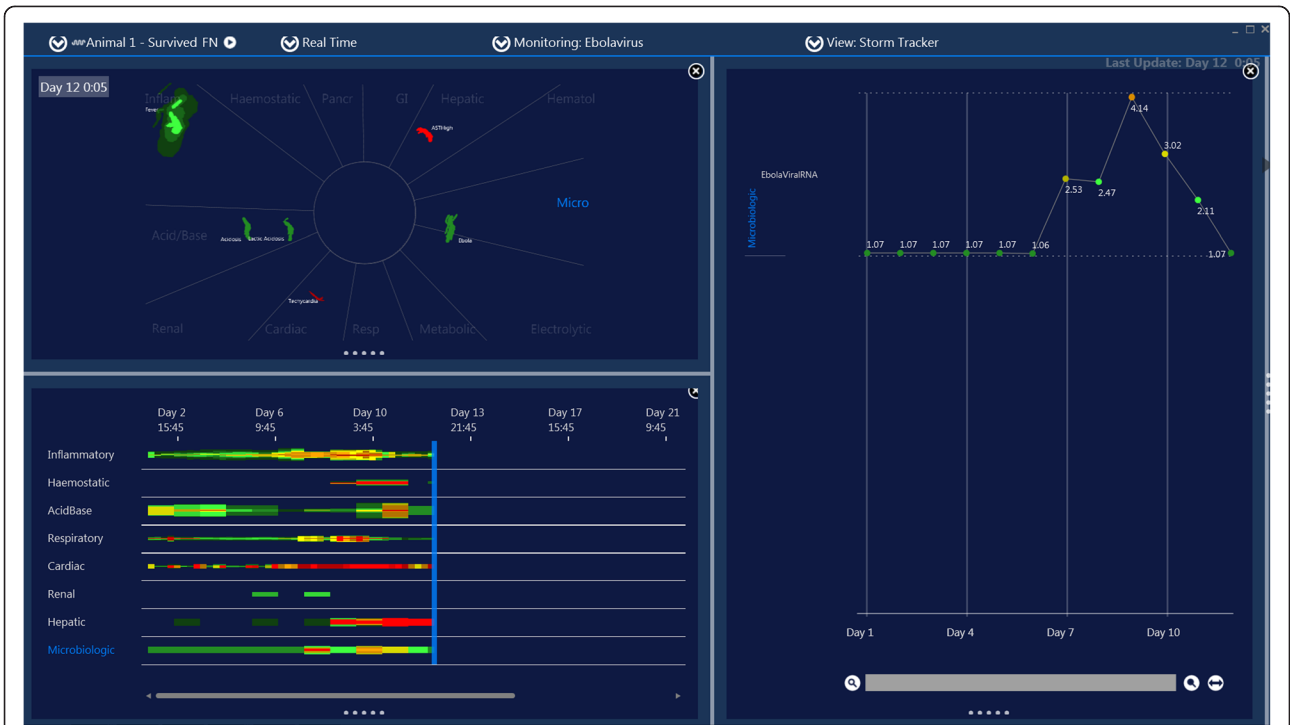 Animal 1 - Survived FN Real Time Monitoring: Ebolavirus View: Storm Tracker
Last Update: Day 12 0:05
Day 12 0:05
Inflam Haemostatic Pancr GI Hepatic Hematol
Fever
ASTHigh
Micro
Acid/Base Acidosis Lactic Acidosis Ebola
Tachycardia
Renal Cardiac Resp Metabolic Electrolytic
Day 2 Day 6 Day 10 Day 13 Day 17 Day 21
15:45 9:45 3:45 21:45 15:45 9:45
Inflammatory
Haemostatic
AcidBase
Respiratory
Cardiac
Renal
Hepatic
Microbiologic
4.14
3.02
EbolaViralRNA
2.53 2.47
2.11
Microbiologic
1.07 1.07 1.07 1.07 1.07 1.06 1.07
Day 1 Day 4 Day 7 Day 10